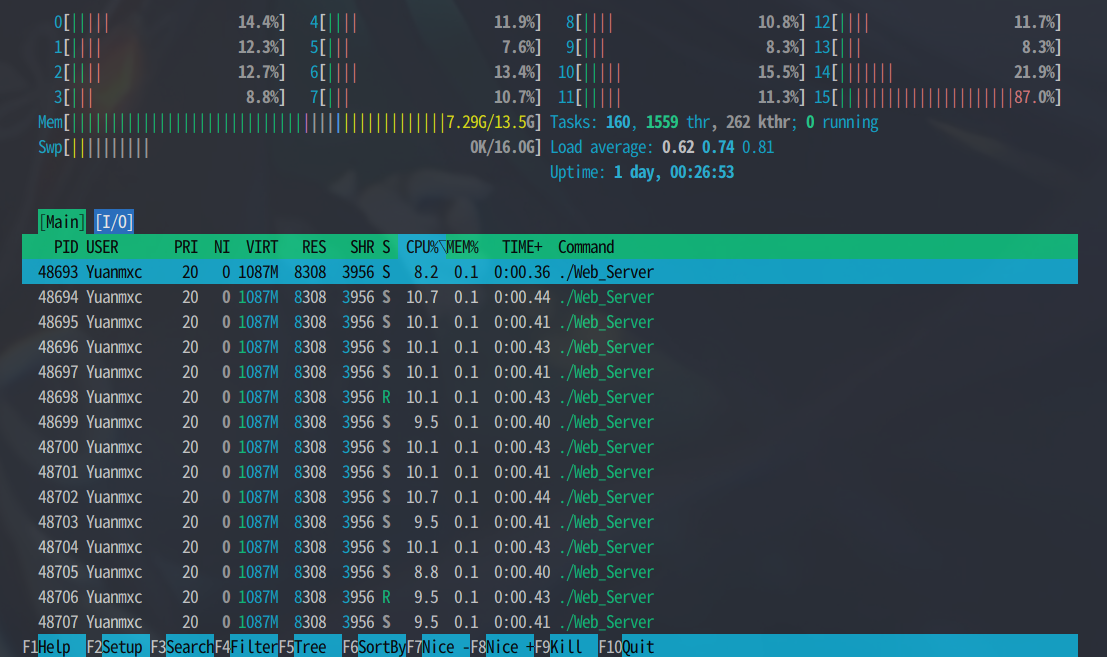 0[||||| 14.4%] 4[|||| 11.9%] 8[|||| 10.8%] 12[|||| 11.7%]
1[|||| 12.3%] 5[||| 7.6%] 9[||| 8.3%] 13[||| 8.3%]
2[|||| 12.7%] 6[|||| 13.4%] 10[||||| 15.5%] 14[||||||| 21.9%]
3[||| 8.8%] 7[||| 10.7%] 11[||||| 11.3%] 15[|||||||||||||||||||||| 87.0%]
Mem[||||||||||||||||||||||||||||||||||||||||||||||| 7.29G/13.5G] Tasks: 160, 1559 thr, 262 kthr; 0 running
Swp[|||||||||| 0K/16.0G] Load average: 0.62 0.74 0.81
Uptime: 1 day, 00:26:53
[Main] [I/O]
PID USER PRI NI VIRT RES SHR S CPU%▽MEM% TIME+ Command
48693 Yuanmxc 20 0 1087M 8308 3956 S 8.2 0.1 0:00.36 ./Web_Server
48694 Yuanmxc 20 0 1087M 8308 3956 S 10.7 0.1 0:00.44 ./Web_Server
48695 Yuanmxc 20 0 1087M 8308 3956 S 10.1 0.1 0:00.41 ./Web_Server
48696 Yuanmxc 20 0 1087M 8308 3956 S 10.1 0.1 0:00.43 ./Web_Server
48697 Yuanmxc 20 0 1087M 8308 3956 S 10.1 0.1 0:00.41 ./Web_Server
48698 Yuanmxc 20 0 1087M 8308 3956 R 10.1 0.1 0:00.43 ./Web_Server
48699 Yuanmxc 20 0 1087M 8308 3956 S 9.5 0.1 0:00.40 ./Web_Server
48700 Yuanmxc 20 0 1087M 8308 3956 S 10.1 0.1 0:00.43 ./Web_Server
48701 Yuanmxc 20 0 1087M 8308 3956 S 10.1 0.1 0:00.41 ./Web_Server
48702 Yuanmxc 20 0 1087M 8308 3956 S 10.7 0.1 0:00.44 ./Web_Server
48703 Yuanmxc 20 0 1087M 8308 3956 S 9.5 0.1 0:00.41 ./Web_Server
48704 Yuanmxc 20 0 1087M 8308 3956 S 10.1 0.1 0:00.43 ./Web_Server
48705 Yuanmxc 20 0 1087M 8308 3956 S 8.8 0.1 0:00.40 ./Web_Server
48706 Yuanmxc 20 0 1087M 8308 3956 R 9.5 0.1 0:00.43 ./Web_Server
48707 Yuanmxc 20 0 1087M 8308 3956 S 9.5 0.1 0:00.41 ./Web_Server
F1Help F2Setup F3SearchF4FilterF5Tree F6SortByF7Nice -F8Nice +F9Kill F10Quit